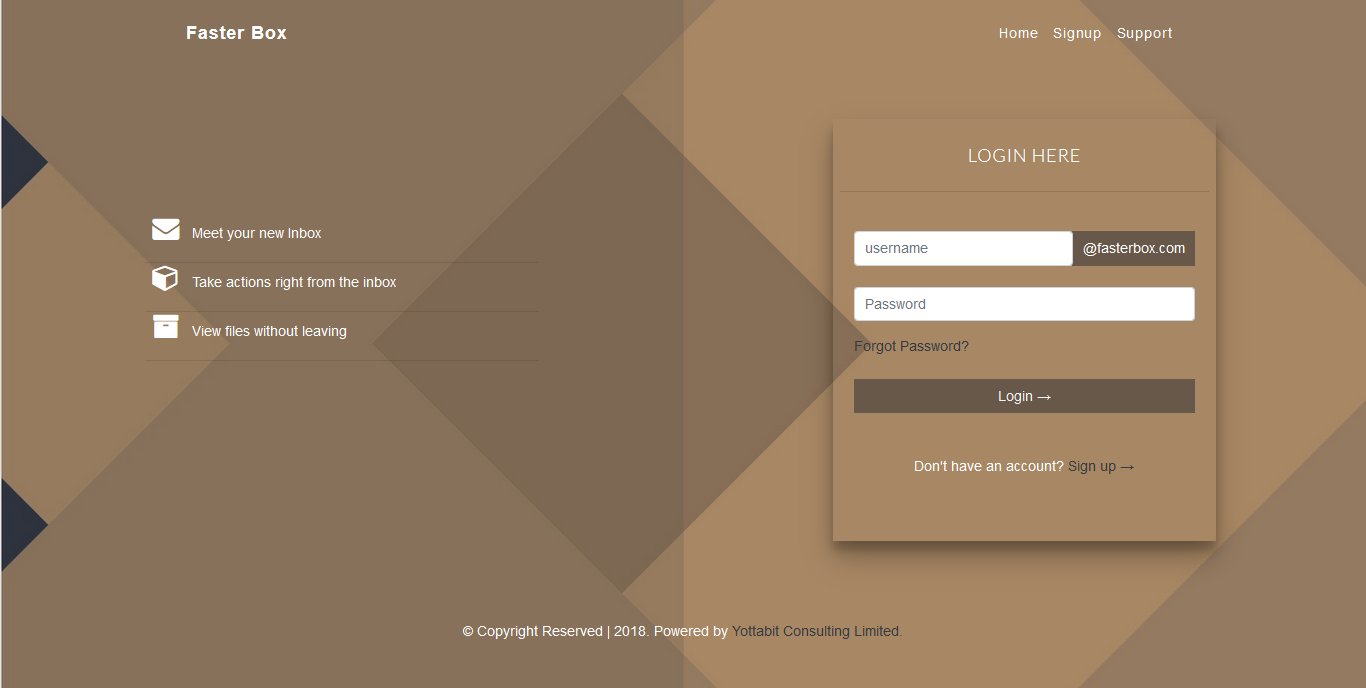 Faster Box
Home Signup Support
LOGIN HERE
Meet your new Inbox
Take actions right from the inbox
View files without leaving
username @fasterbox.com
Password
Forgot Password?
Login →
Don't have an account? Sign up →
© Copyright Reserved | 2018. Powered by Yottabit Consulting Limited.